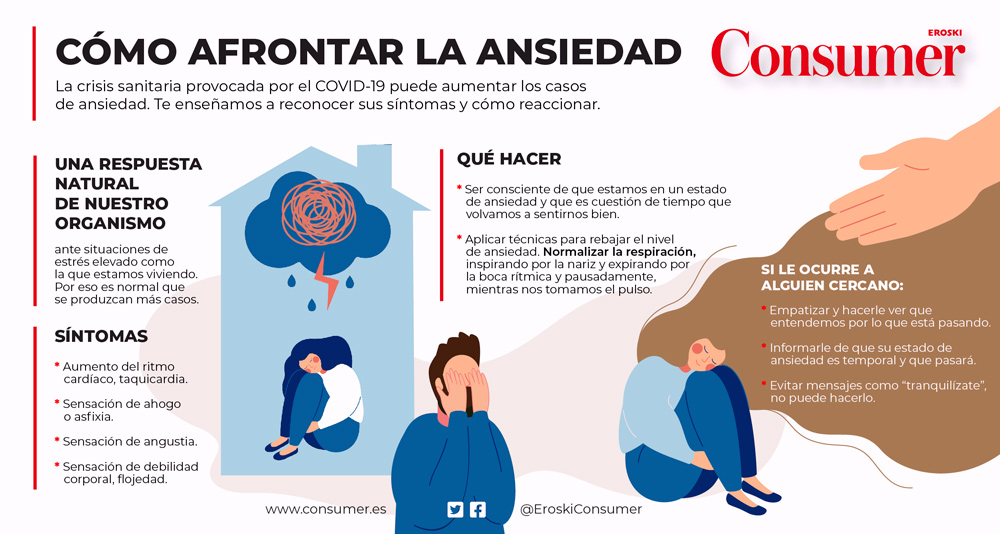 CÓMO AFRONTAR LA ANSIEDAD
La crisis sanitaria provocada por el COVID-19 puede aumentar los casos
de ansiedad. Te enseñamos a reconocer sus síntomas y cómo reaccionar.
EROSKI
Consumer
UNA RESPUESTA
NATURAL
DE NUESTRO
ORGANISMO
ante situaciones de
estrés elevado como
la que estamos viviendo.
Por eso es normal que
se produzcan más casos.
SÍNTOMAS
* Aumento del ritmo
cardíaco, taquicardia.
* Sensación de ahogo
o asfixia.
* Sensación de angustia.
* Sensación de debilidad
corporal, flojedad.
QUÉ HACER
* Ser consciente de que estamos en un estado
de ansiedad y que es cuestión de tiempo que
volvamos a sentirnos bien.
* Aplicar técnicas para rebajar el nivel
de ansiedad. Normalizar la respiración,
inspirando por la nariz y expirando por
la boca rítmica y pausadamente,
mientras nos tomamos el pulso.
SI LE OCURRE A
ALGUIEN CERCANO:
* Empatizar y hacerle ver que
entendemos por lo que está pasando.
* Informarle de que su estado de
ansiedad es temporal y que pasará.
* Evitar mensajes como “tranquilízate”,
no puede hacerlo.
www.consumer.es
@EroskiConsumer